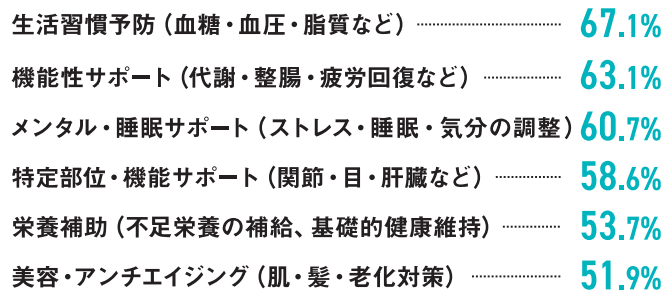 生活習慣予防（血糖・血圧・脂質など） 67.1%
機能性サポート（代謝・整腸・疲労回復など） 63.1%
メンタル・睡眠サポート（ストレス・睡眠・気分の調整） 60.7%
特定部位・機能サポート（関節・目・肝臓など） 58.6%
栄養補助（不足栄養の補給、基礎的健康維持） 53.7%
美容・アンチエイジング（肌・髪・老化対策） 51.9%